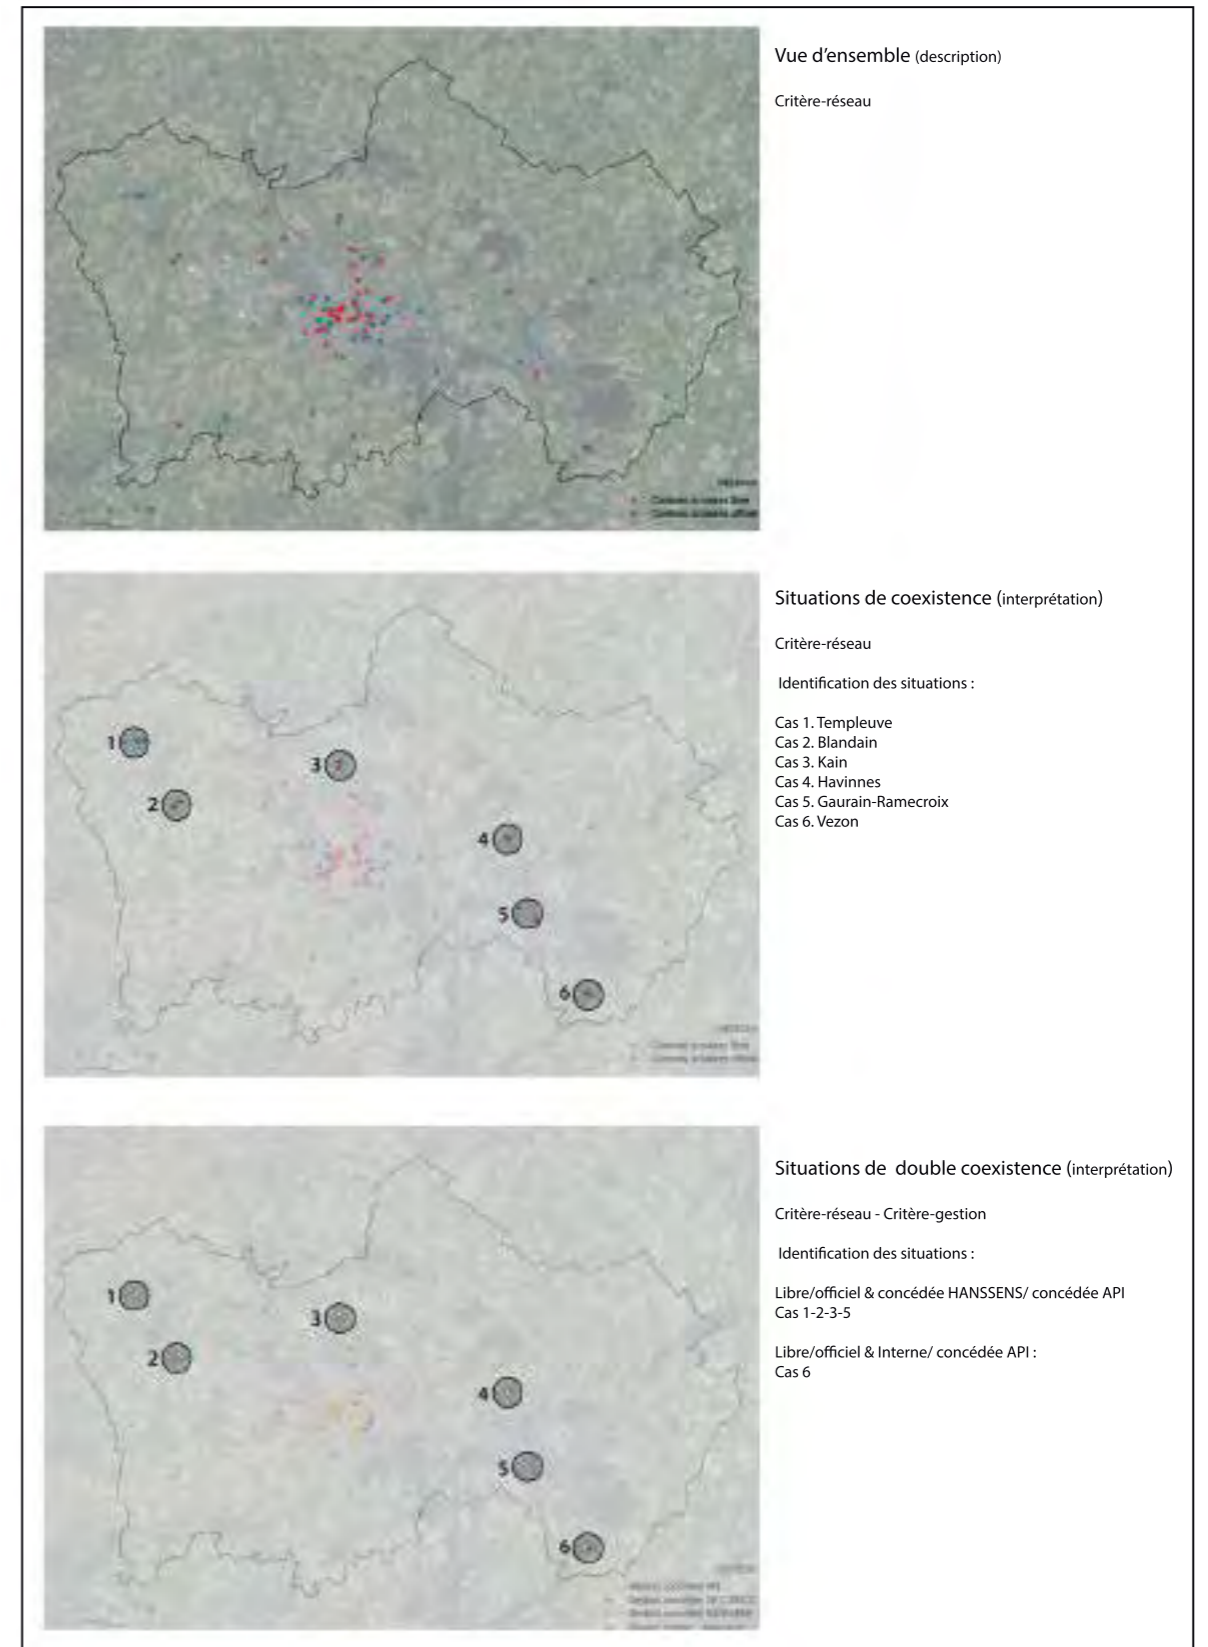 Vue d'ensemble (description)
Critère-réseau
Situations de coexistence (interprétation)
Critère-réseau
Identification des situations :
Cas 1. Templeuve
Cas 2. Blandain
Cas 3. Kain
Cas 4. Havinnes
Cas 5. Gaurain-Ramecroix
Cas 6. Vezon
1
2
3
4
5
6
Situations de double coexistence (interprétation)
Critère-réseau - Critère-gestion
Identification des situations :
Libre/officiel & concédée HANSSENS/ concédée API
Cas 1-2-3-5
Libre/officiel & Interne/ concédée API :
Cas 6
1
2
3
4
5
6